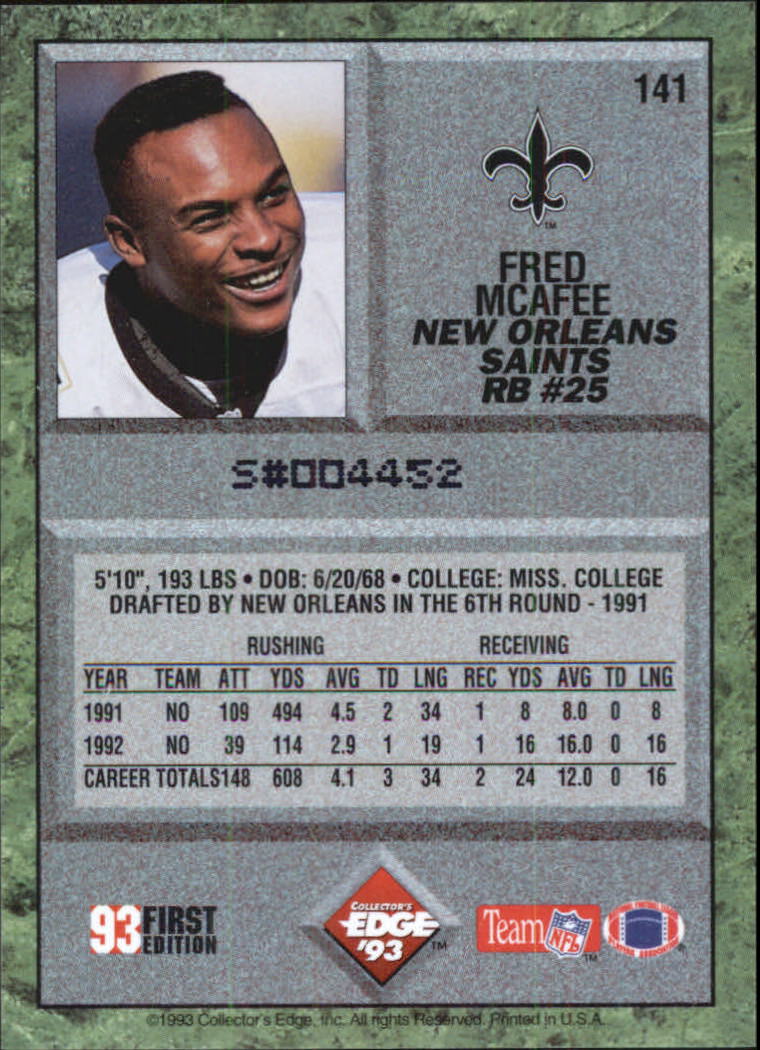 141
TM
FRED
MCAFEE
NEW ORLEANS
SAINTS
RB #25
S#004452
5'10", 193 LBS • DOB: 6/20/68 • COLLEGE: MISS. COLLEGE
DRAFTED BY NEW ORLEANS IN THE 6TH ROUND - 1991
RUSHING RECEIVING
YEAR TEAM ATT YDS AVG TD LNG REC YDS AVG TD LNG
1991 NO 109 494 4.5 2 34 1 8 8.0 0 8
1992 NO 39 114 2.9 1 19 1 16 16.0 0 16
CAREER TOTALS 148 608 4.1 3 34 2 24 12.0 0 16
93 FIRST
EDITION
COLLECTOR'S
EDGE
'93
TM
Team NFL
TM
©1993 Collector's Edge, Inc. All rights Reserved. Printed in U.S.A.